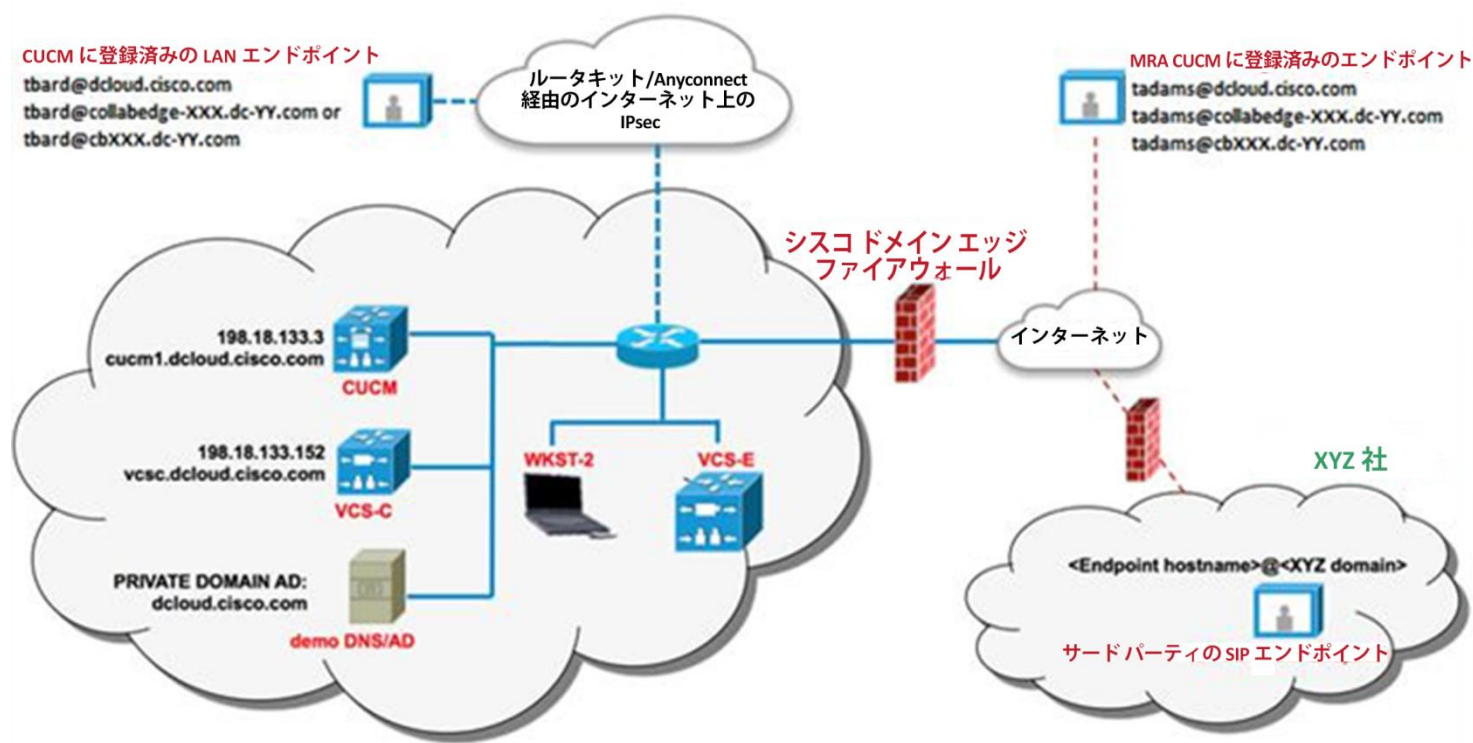 CUCM に登録済みの LAN エンドポイント
tbard@dcloud.cisco.com
tbard@collabedge-XXX.dc-YY.com or
tbard@cbXXX.dc-YY.com
ルータキット/Anyconnect
経由のインターネット上の
IPsec
MRA CUCM に登録済みのエンドポイント
tadams@dcloud.cisco.com
tadams@collabedge-XXX.dc-YY.com
tadams@cbXXX.dc-YY.com
シスコ ドメイン エッジ
ファイアウォール
インターネット
198.18.133.3
cucm1.dcloud.cisco.com
CUCM
198.18.133.152
vcsc.dcloud.cisco.com
VCS-C
WKST-2
VCS-E
PRIVATE DOMAIN AD:
dcloud.cisco.com
demo DNS/AD
XYZ 社
<Endpoint hostname>@<XYZ domain>
サード パーティの SIP エンドポイント